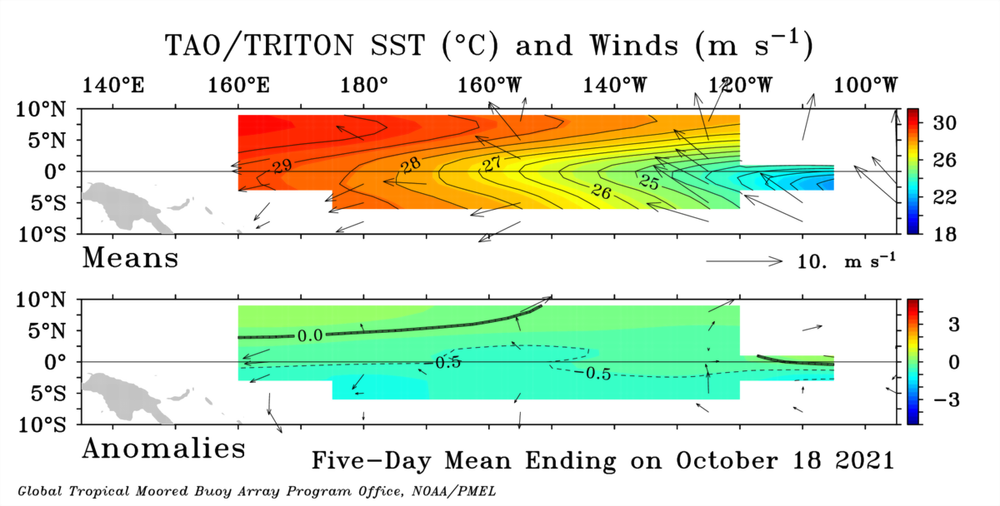 TAO/TRITON SST (°C) and Winds (m s⁻¹)
140°E 160°E 180° 160°W 140°W 120°W 100°W
10°N
5°N
0°
5°S
10°S
29 28 27 26 25
30
26
22
18
Means
10. m s⁻¹
10°N
5°N
0°
5°S
10°S
0.0
−0.5
−0.5
3
0
−3
Anomalies
Five−Day Mean Ending on October 18 2021
Global Tropical Moored Buoy Array Program Office, NOAA/PMEL